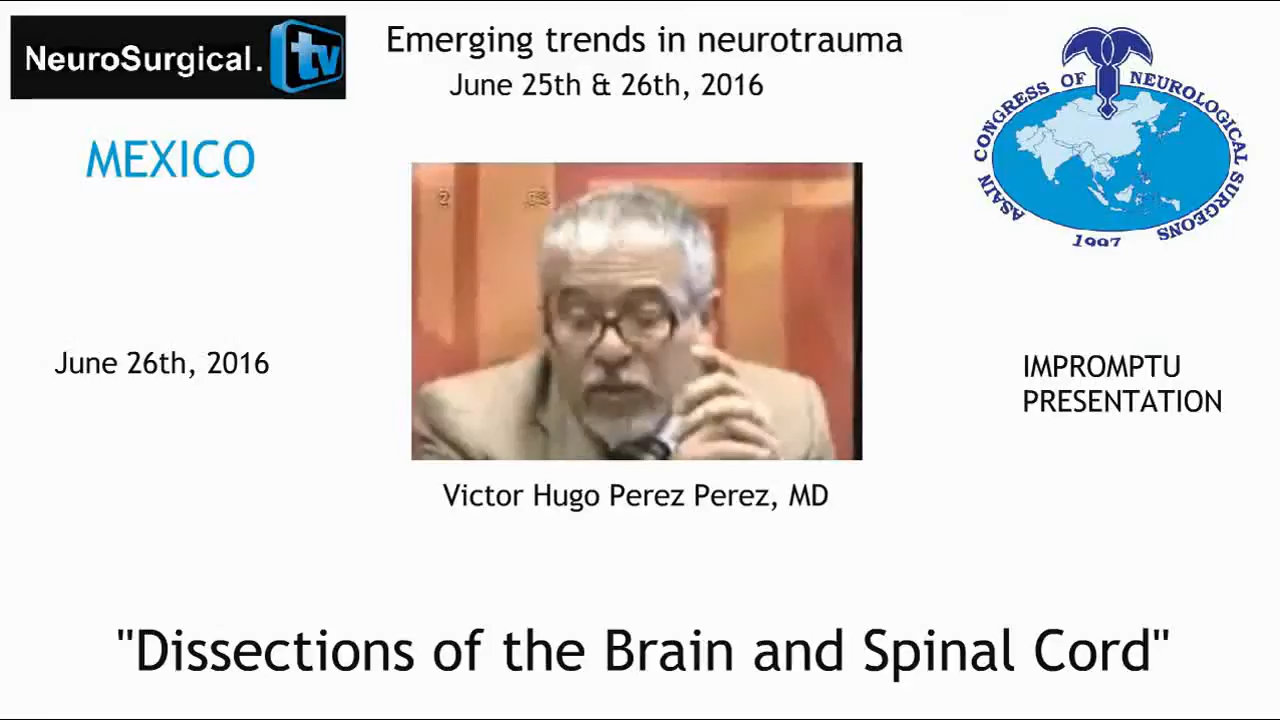 NeuroSurgical.tv
Emerging trends in neurotrauma
June 25th & 26th, 2016
ASAIN CONGRESS OF NEUROLOGICAL SURGEONS
1997
MEXICO
June 26th, 2016
IMPROMPTU
PRESENTATION
Victor Hugo Perez Perez, MD
"Dissections of the Brain and Spinal Cord"